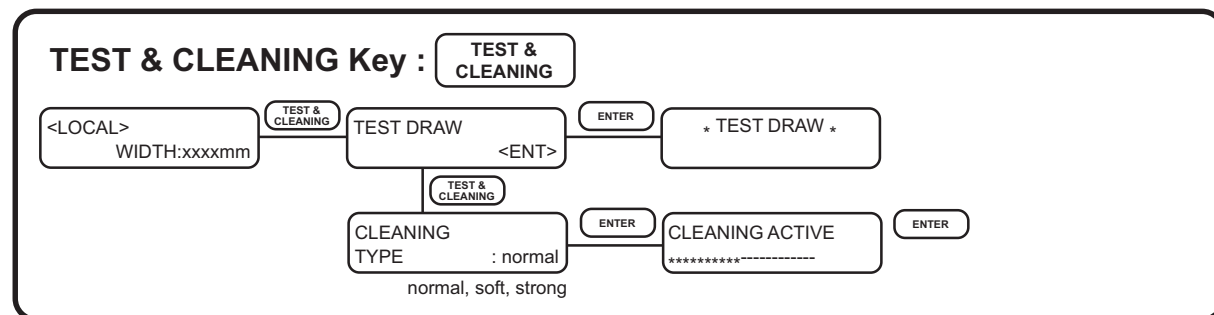 TEST & CLEANING Key :
TEST &
CLEANING
<LOCAL>
WIDTH:xxxxmm
TEST &
CLEANING
TEST DRAW
<ENT>
ENTER
* TEST DRAW *
TEST &
CLEANING
CLEANING
TYPE : normal
ENTER
CLEANING ACTIVE
**********------------
ENTER
normal, soft, strong